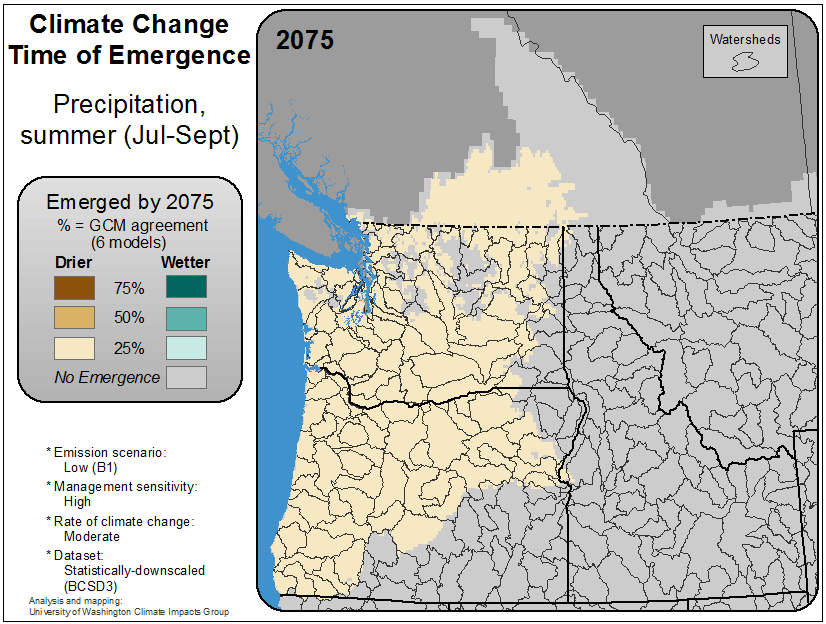 Climate Change
Time of Emergence
Precipitation,
summer (Jul-Sept)
Emerged by 2075
% = GCM agreement
(6 models)
Drier Wetter
75%
50%
25%
No Emergence
* Emission scenario:
Low (B1)
* Management sensitivity:
High
* Rate of climate change:
Moderate
* Dataset:
Statistically-downscaled
(BCSD3)
Analysis and mapping:
University of Washington Climate Impacts Group
2075
Watersheds